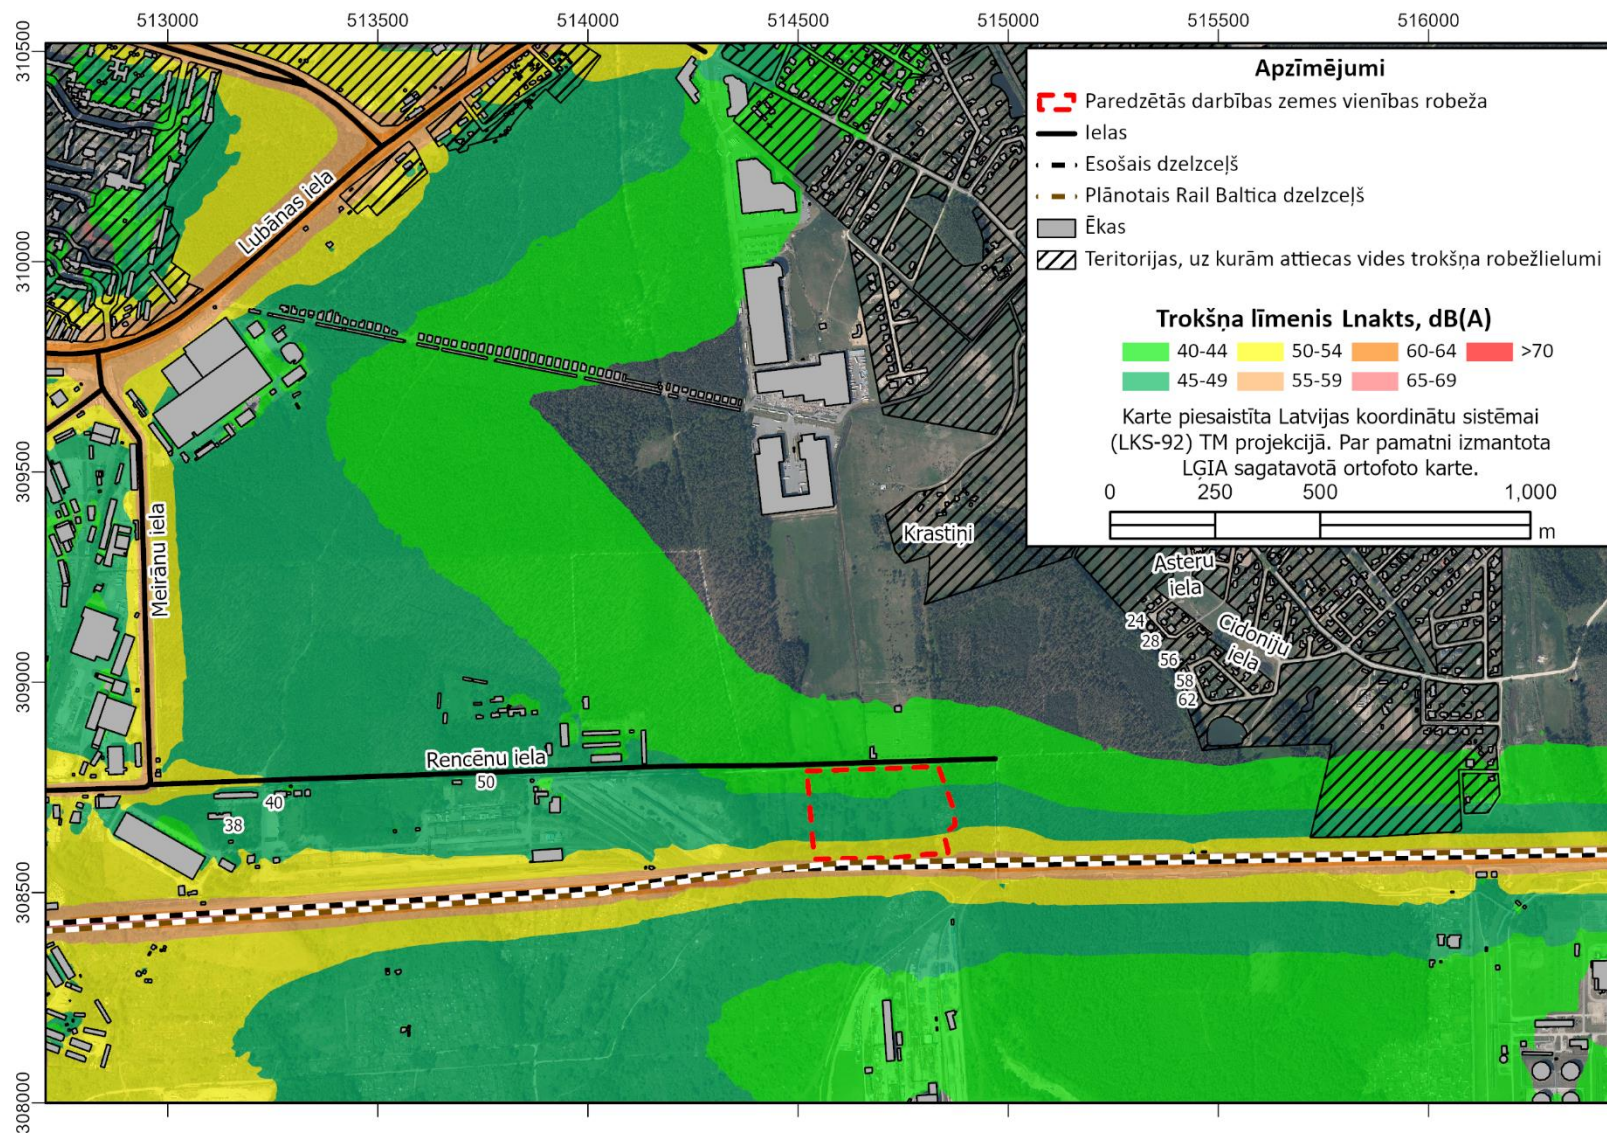 513000 513500 514000 514500 515000 515500 516000
310500
310000
309500
309000
308500
308000
Apzīmējumi
Paredzētās darbības zemes vienības robeža
Ielas
Esošais dzelzceļš
Plānotais Rail Baltica dzelzceļš
Ēkas
Teritorijas, uz kurām attiecas vides trokšņa robežlielumi
Trokšņa līmenis Lnakts, dB(A)
40-44 50-54 60-64 >70
45-49 55-59 65-69
Karte piesaistīta Latvijas koordinātu sistēmai
(LKS-92) TM projekcijā. Par pamatni izmantota
LĢIA sagatavotā ortofoto karte.
0 250 500 1,000
m
Lubānas iela
Meirānu iela
Krastiņi
Asteru
iela
Cidoniju
iela
24
28
56
58
62
Rencēnu iela
50
40
38